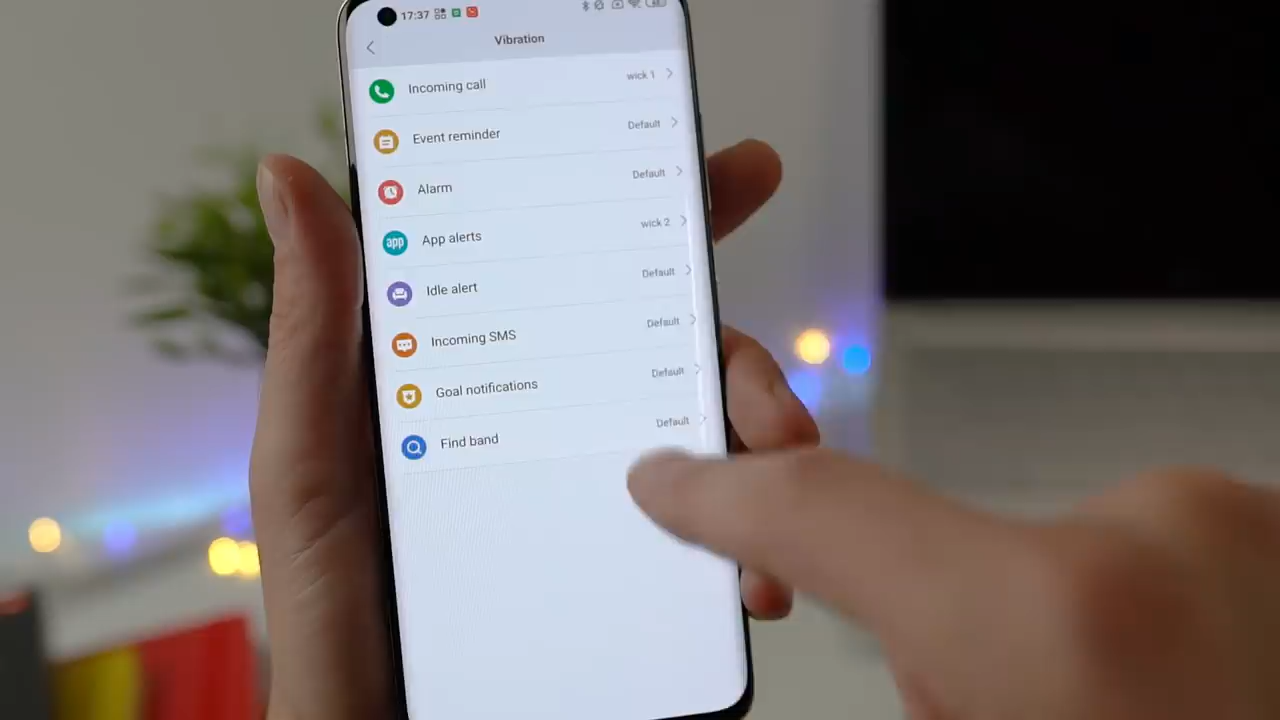 17:37
Vibration
Incoming call wick 1
Event reminder Default
Alarm Default
app App alerts wick 2
Idle alert Default
Incoming SMS Default
Goal notifications Default
Find band Default